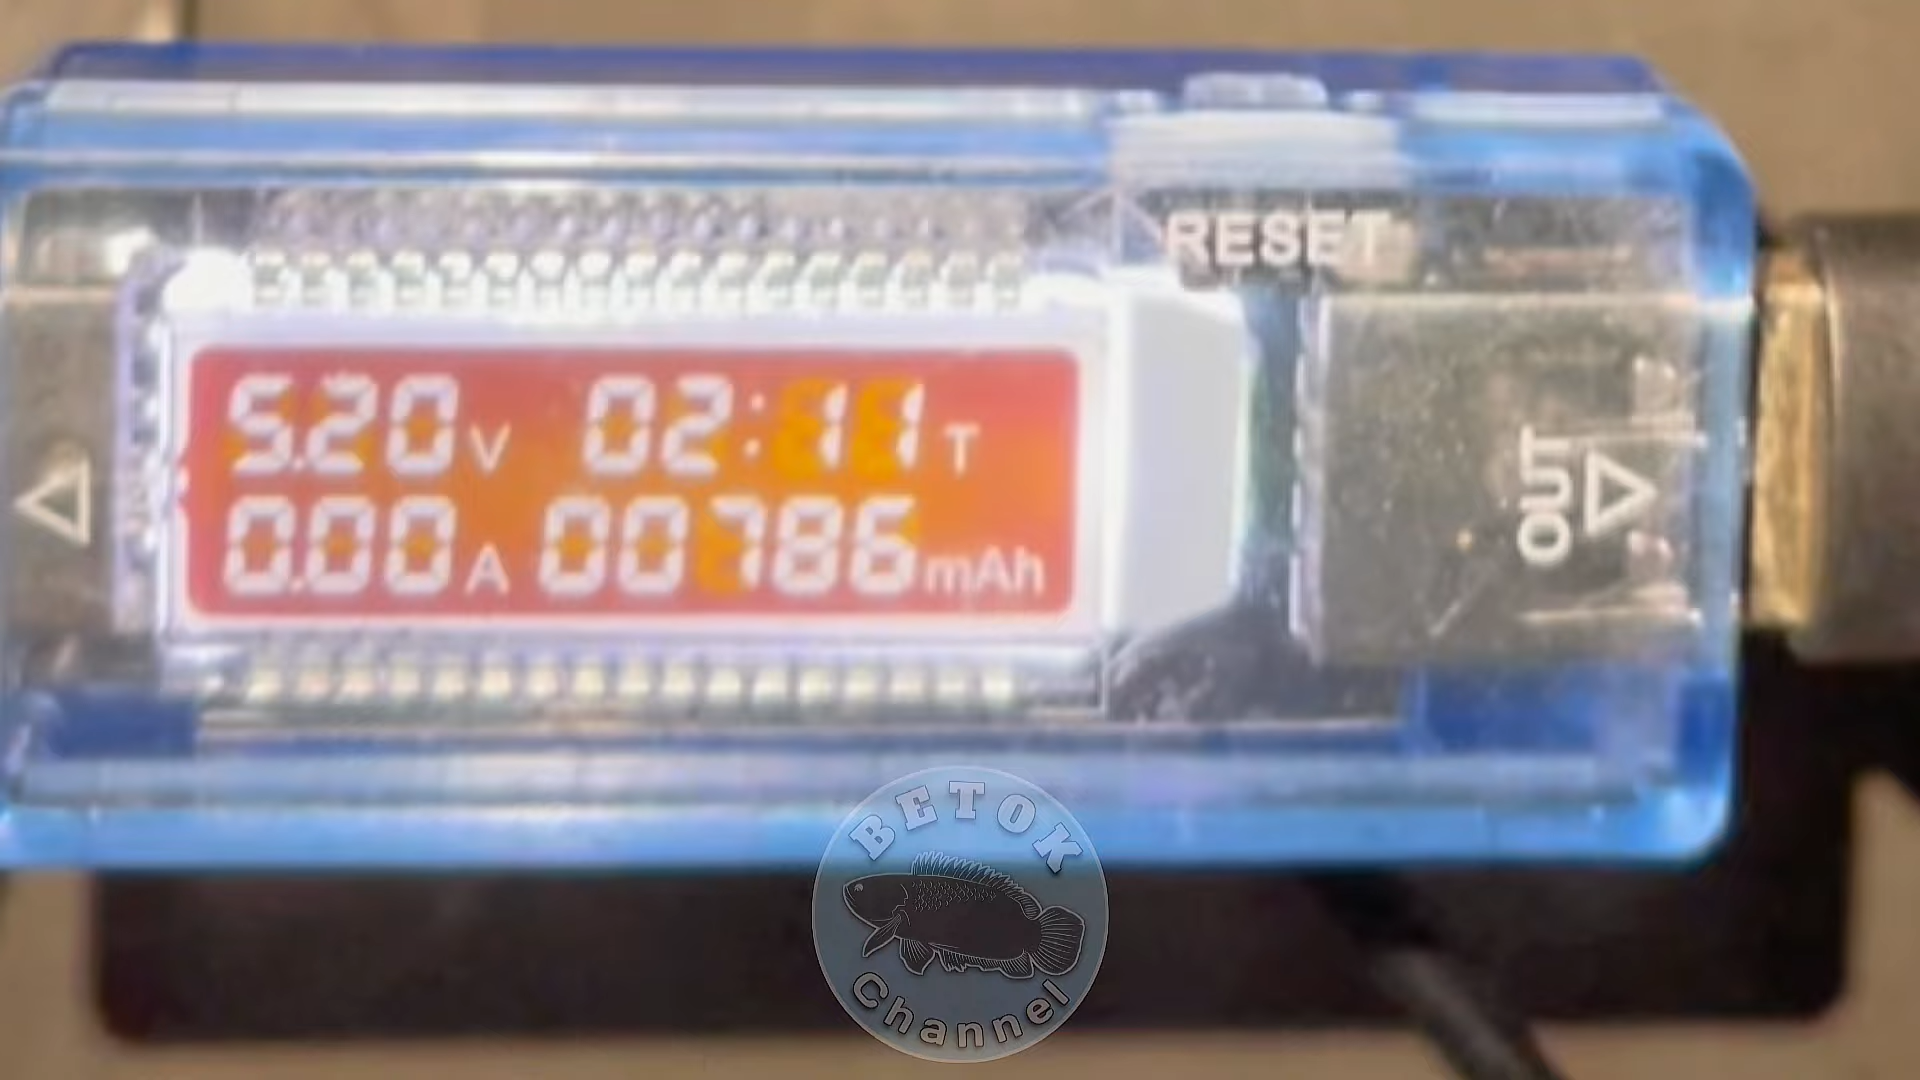 RESET
5.20V 02:11T
0.00A 00786mAh
OUT
BETOK
Channel